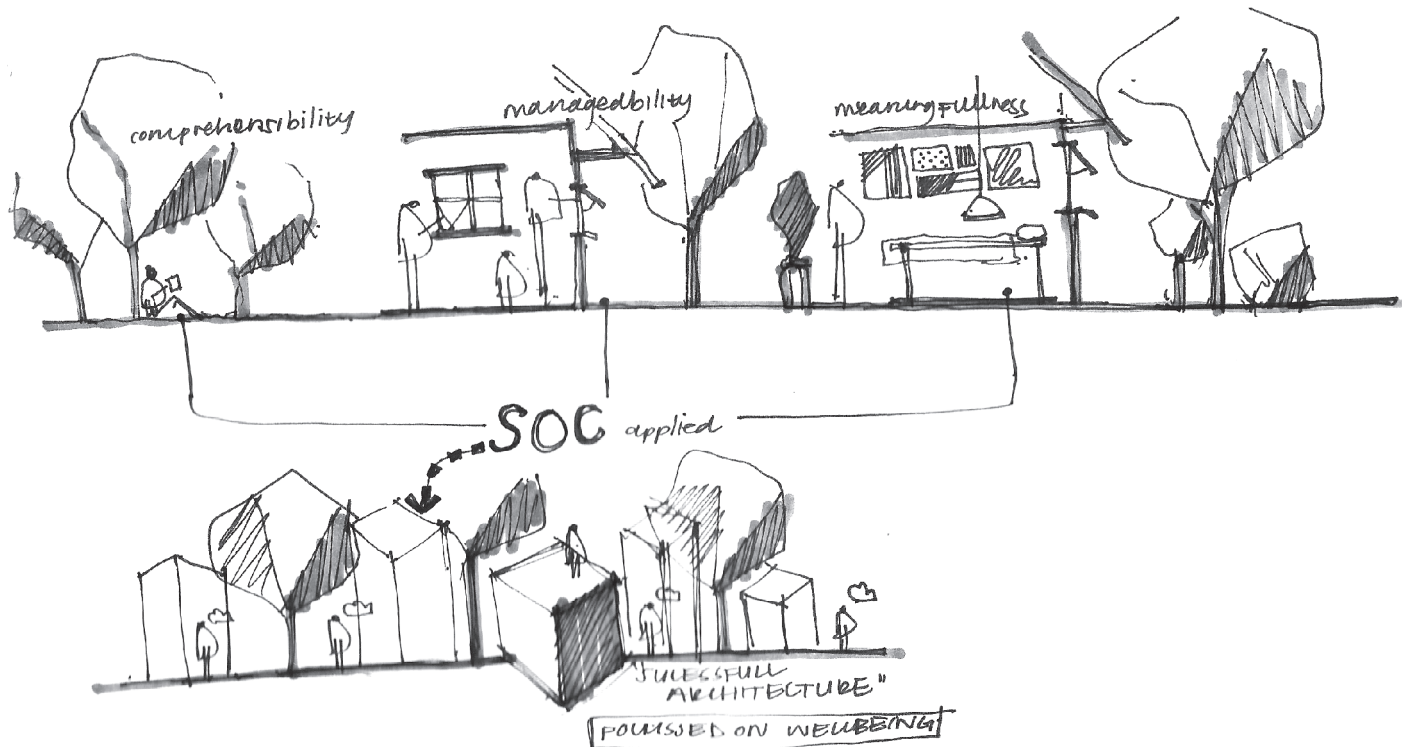 comprehensibility
managedbility
meaningfullness
SOC applied
"SUCESSFULL
ARCHITECTURE"
FOCUSSED ON WELLBEING